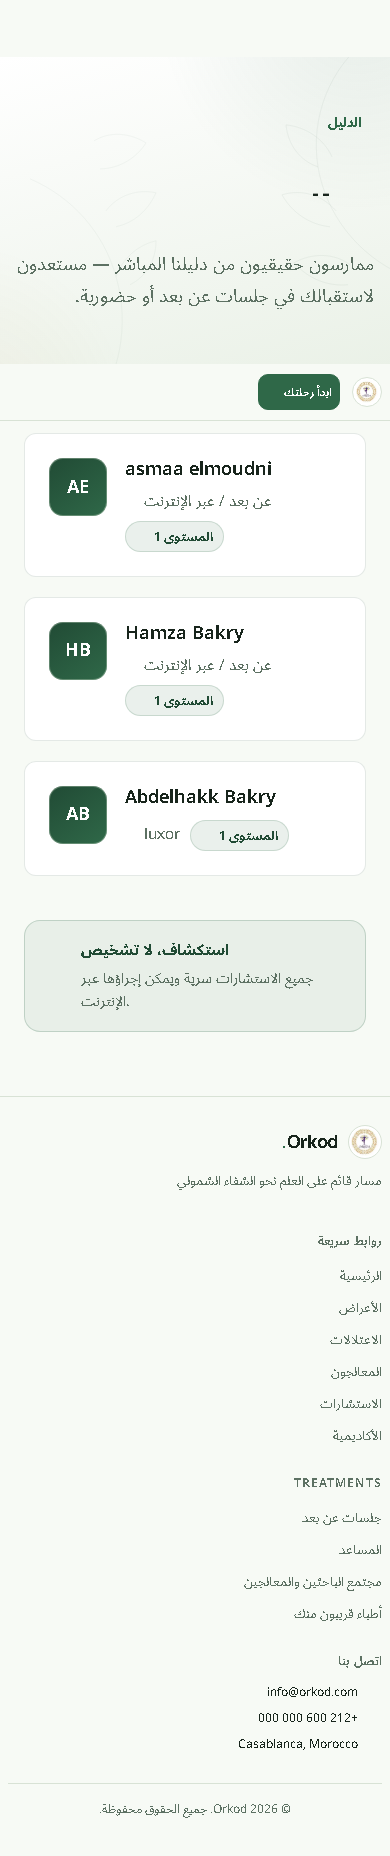 الدليل
--
ممارسون حقيقيون من دليلنا المباشر — مستعدون
لاستقبالك في جلسات عن بعد أو حضورية.
ابدأ رحلتك
AE
asmaa elmoudni
عن بعد / عبر الإنترنت
المستوى 1
HB
Hamza Bakry
عن بعد / عبر الإنترنت
المستوى 1
AB
Abdelhakk Bakry
luxor
المستوى 1
استكشاف، لا تشخيص
جميع الاستشارات سرية ويمكن إجراؤها عبر
الإنترنت.
Orkod.
مسار قائم على العلم نحو الشفاء الشمولي
روابط سريعة
الرئيسية
الأعراض
الاعتلالات
المعالجون
الاستشارات
الأكاديمية
TREATMENTS
جلسات عن بعد
المساعد
مجتمع الباحثين والمعالجين
أطباء قريبون منك
اتصل بنا
info@orkod.com
000 000 600 212+
Casablanca, Morocco
© 2026 Orkod. جميع الحقوق محفوظة.